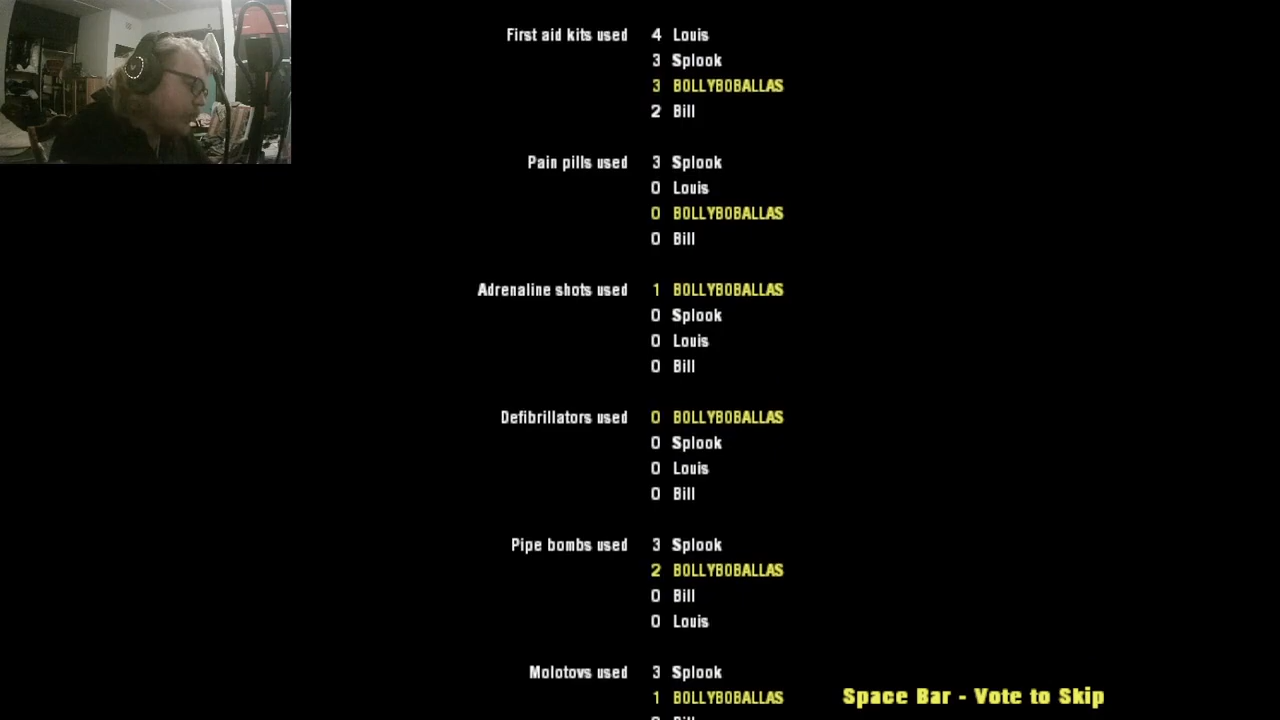 First aid kits used 4 Louis
3 Splook
3 BOLLYBOBALLAS
2 Bill
Pain pills used 3 Splook
0 Louis
0 BOLLYBOBALLAS
0 Bill
Adrenaline shots used 1 BOLLYBOBALLAS
0 Splook
0 Louis
0 Bill
Defibrillators used 0 BOLLYBOBALLAS
0 Splook
0 Louis
0 Bill
Pipe bombs used 3 Splook
2 BOLLYBOBALLAS
0 Bill
0 Louis
Molotovs used 3 Splook
1 BOLLYBOBALLAS
Space Bar - Vote to Skip